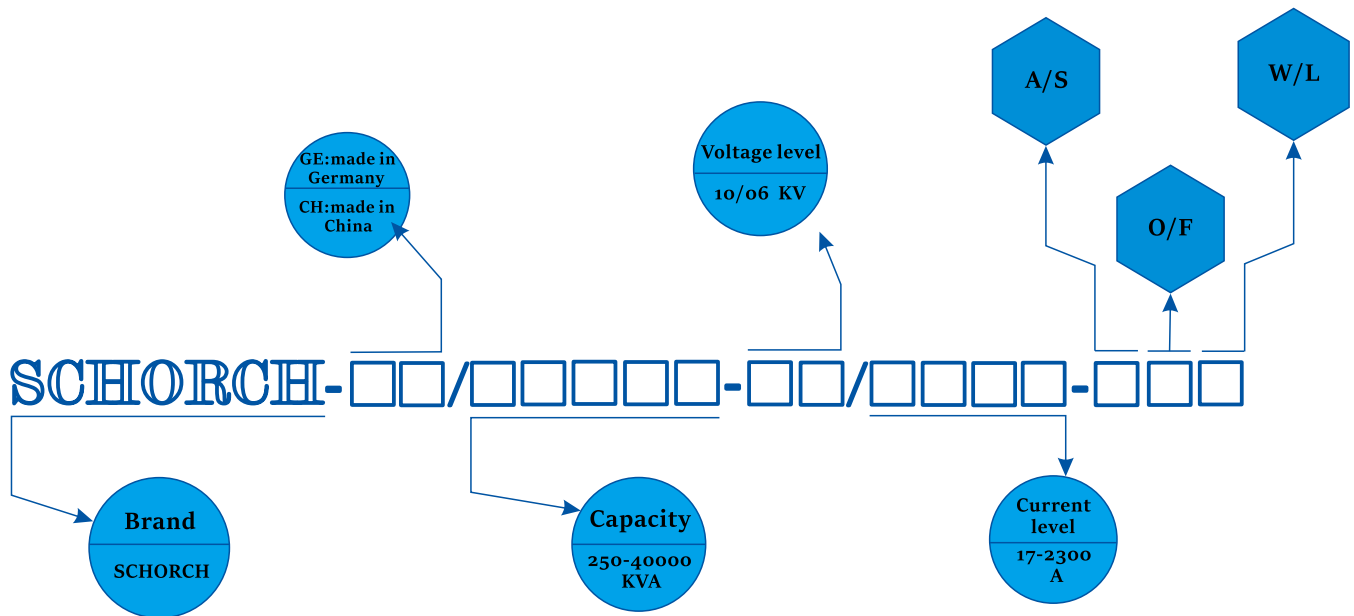 A/S
W/L
GE:made in
Germany
CH:made in
China
Voltage level
10/06 KV
O/F
SCHORCH-□□/□□□□□-□□/□□□□-□□□
Brand
SCHORCH
Capacity
250-40000
KVA
Current
level
17-2300
A